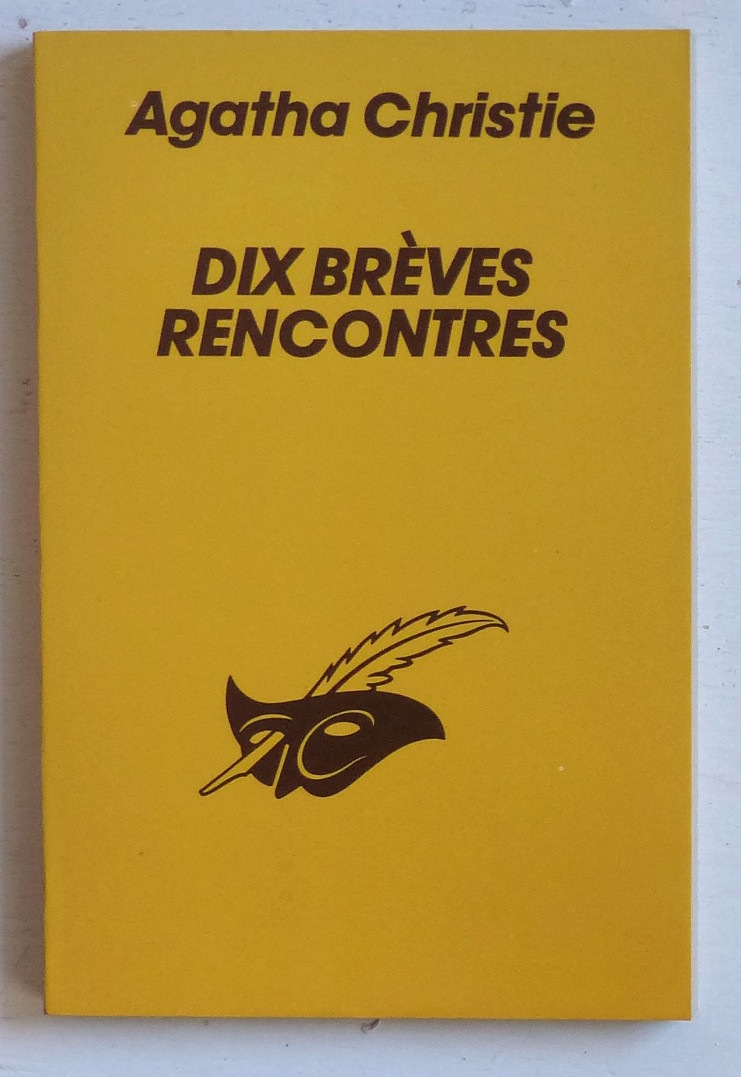 Agatha Christie
DIX BRÈVES
RENCONTRES